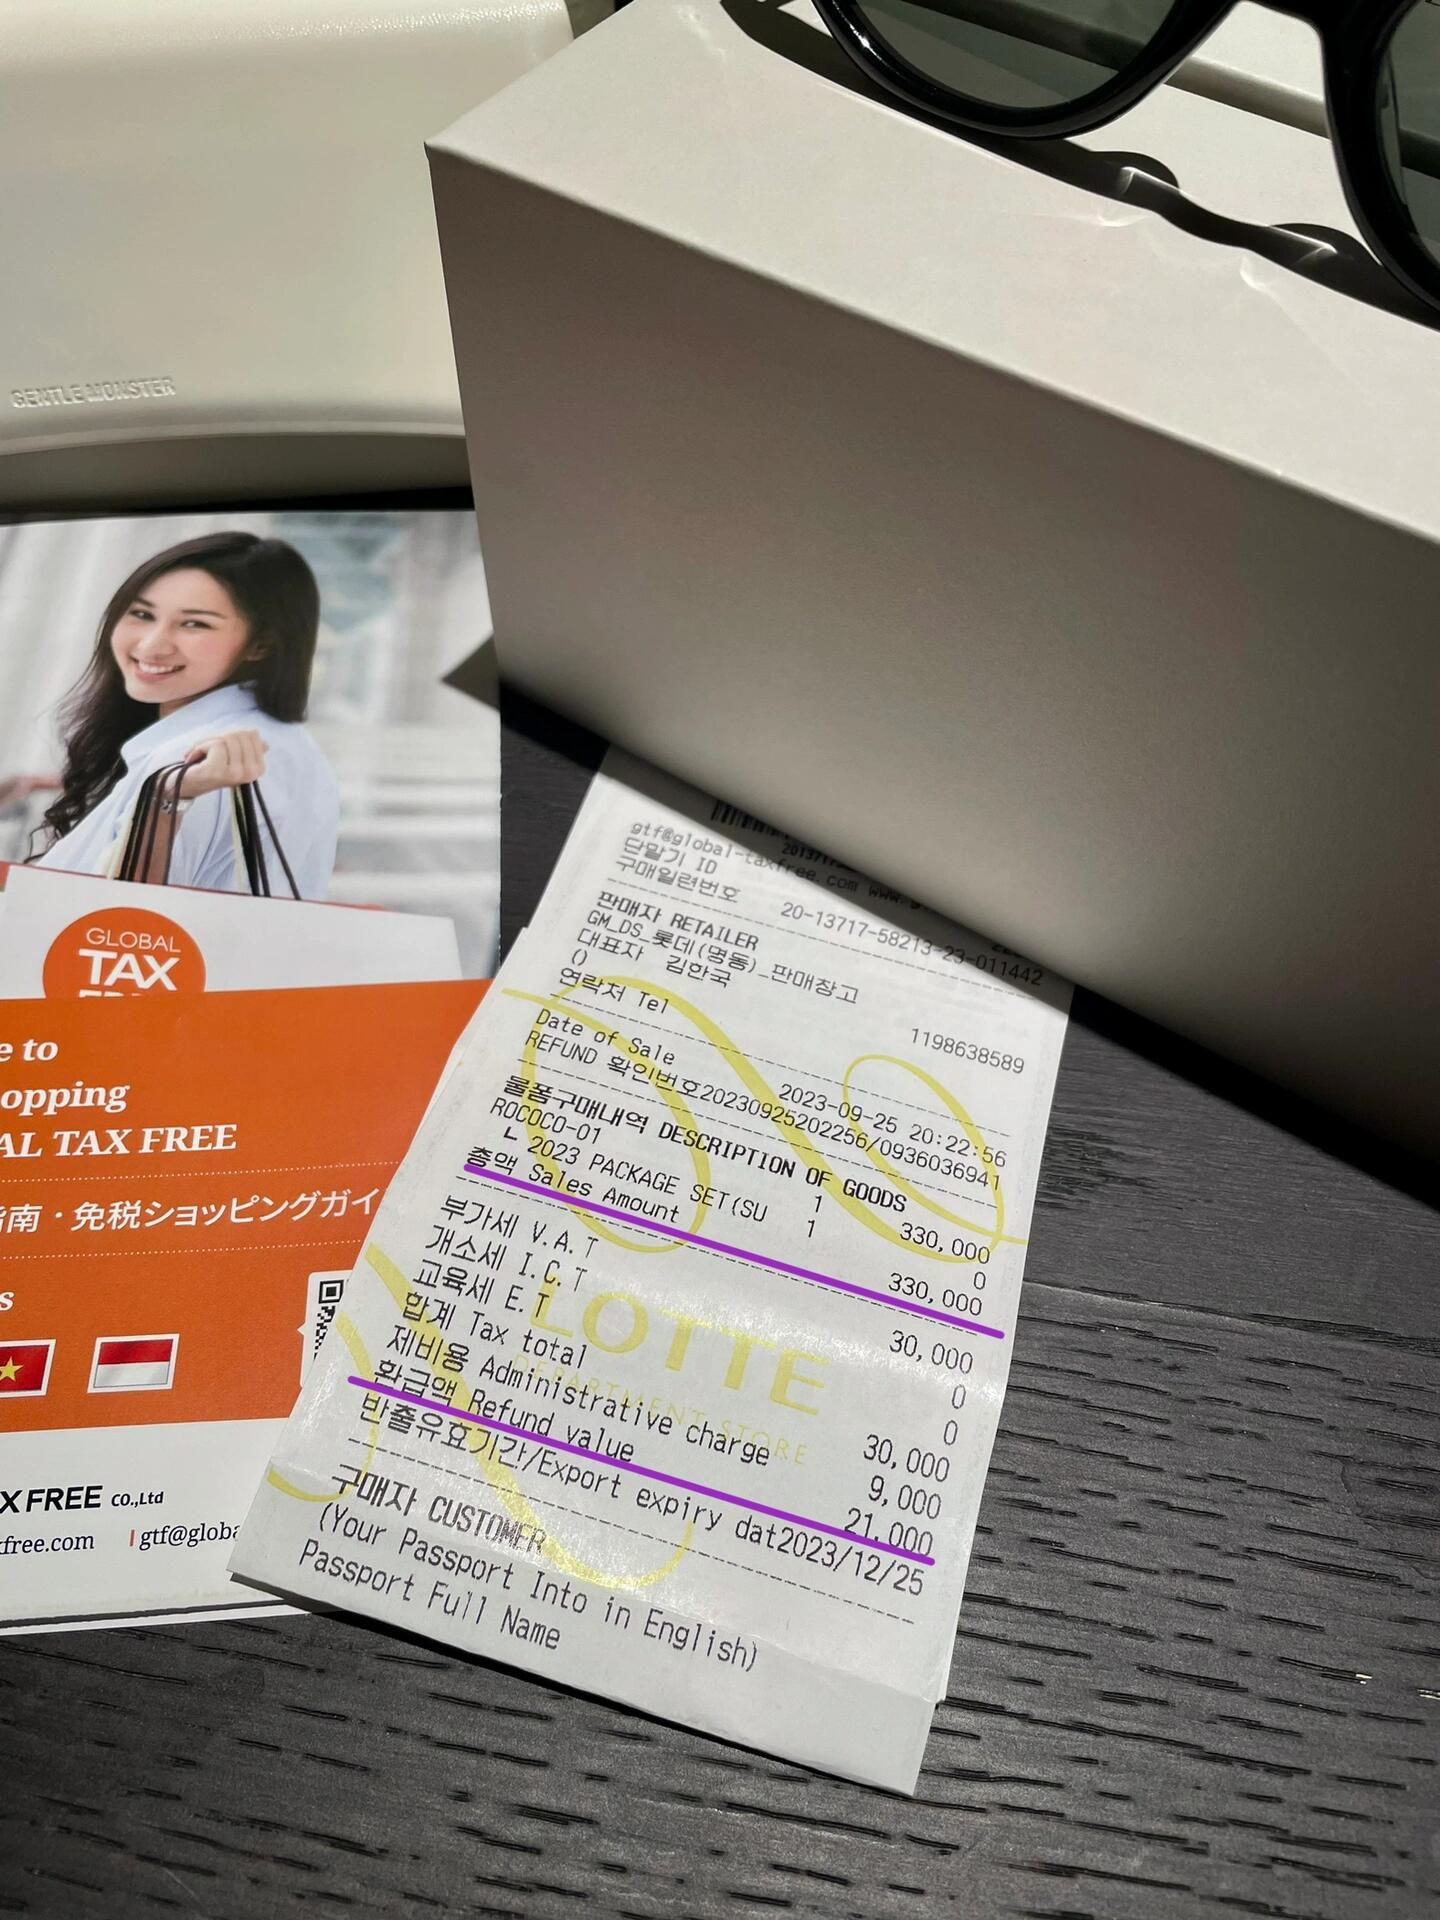 GENTLE MONSTER
GLOBAL
TAX
e to
opping
AL TAX FREE
指南・免税ショッピングガイ
s
X FREE CO.,Ltd
xfree.com
gtf@globa
gtf@global-taxfree.com www.
단말기 ID
구매일련번호 20-13717-58213-23-011442
판매자 RETAILER
GM_DS_롯데(명동)_판매창고
대표자 김한국
()
연락처 Tel 1198638589
Date of Sale 2023-09-25 20:22:56
REFUND 확인번호20230925202256/0936036941
물품구매내역 DESCRIPTION OF GOODS
ROCOCO-01 1 330,000
ㄴ 2023 PACKAGE SET(SU 1 0
총액 Sales Amount 330,000
부가세 V.A.T 30,000
개소세 I.C.T 0
교육세 E.T 0
합계 Tax total 30,000
제비용 Administrative charge 9,000
환급액 Refund value 21,000
반출유효기간/Export expiry dat2023/12/25
구매자 CUSTOMER
(Your Passport Into in English)
Passport Full Name
LOTTE
DEPARTMENT STORE